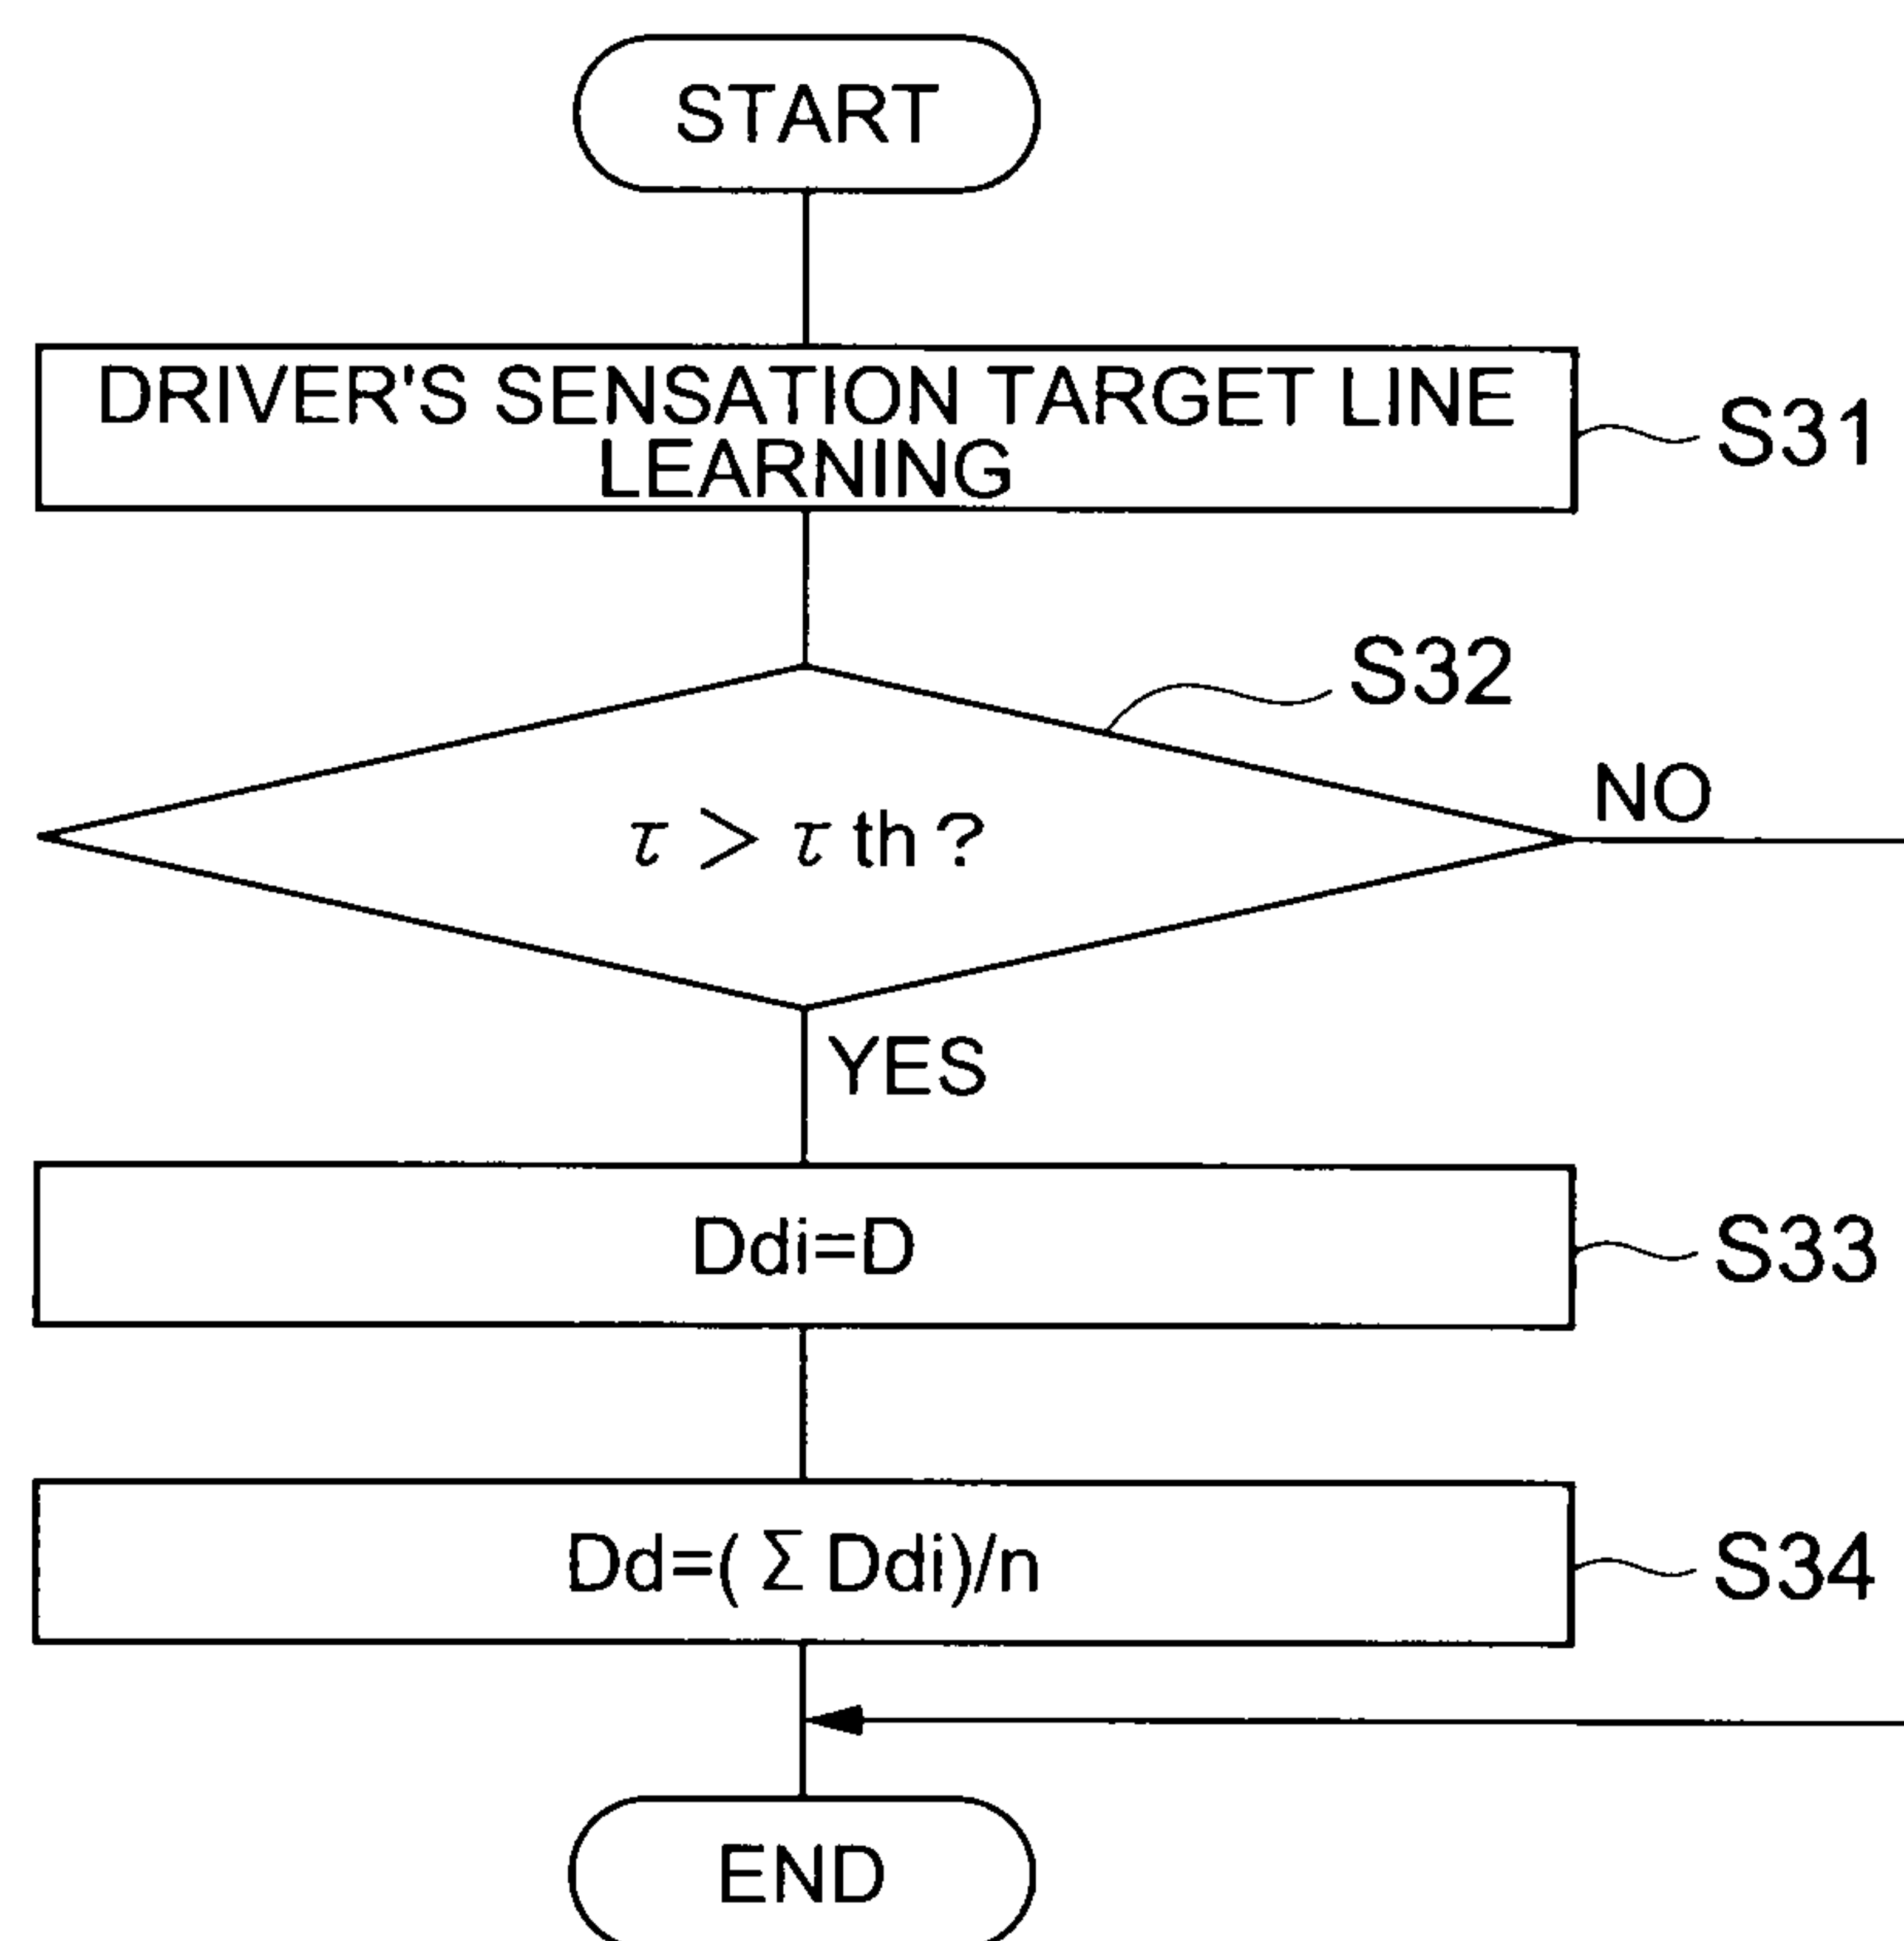 START
DRIVER'S SENSATION TARGET LINE
LEARNING
S31
S32
τ > τ th ?
NO
YES
Ddi=D
S33
Dd=(Σ Ddi)/n
S34
END